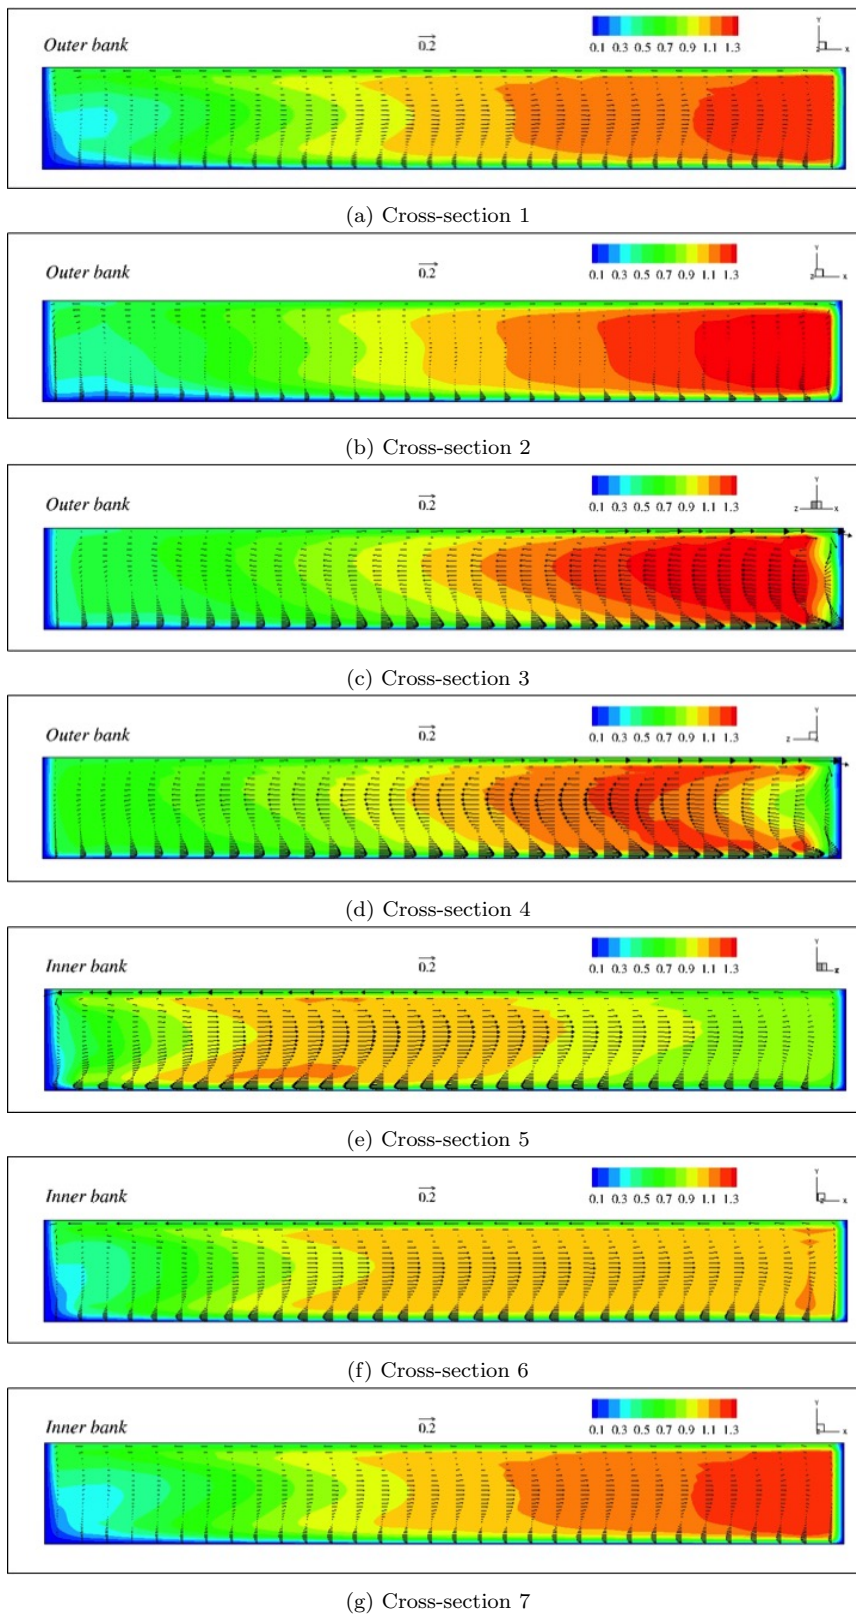 Outer bank 0.2 0.1 0.3 0.5 0.7 0.9 1.1 1.3 Y Z X
(a) Cross-section 1
Outer bank 0.2 0.1 0.3 0.5 0.7 0.9 1.1 1.3 Y Z X
(b) Cross-section 2
Outer bank 0.2 0.1 0.3 0.5 0.7 0.9 1.1 1.3 Y Z X
(c) Cross-section 3
Outer bank 0.2 0.1 0.3 0.5 0.7 0.9 1.1 1.3 Y Z
(d) Cross-section 4
Inner bank 0.2 0.1 0.3 0.5 0.7 0.9 1.1 1.3 Y
(e) Cross-section 5
Inner bank 0.2 0.1 0.3 0.5 0.7 0.9 1.1 1.3 Y Z X
(f) Cross-section 6
Inner bank 0.2 0.1 0.3 0.5 0.7 0.9 1.1 1.3 Y Z X
(g) Cross-section 7